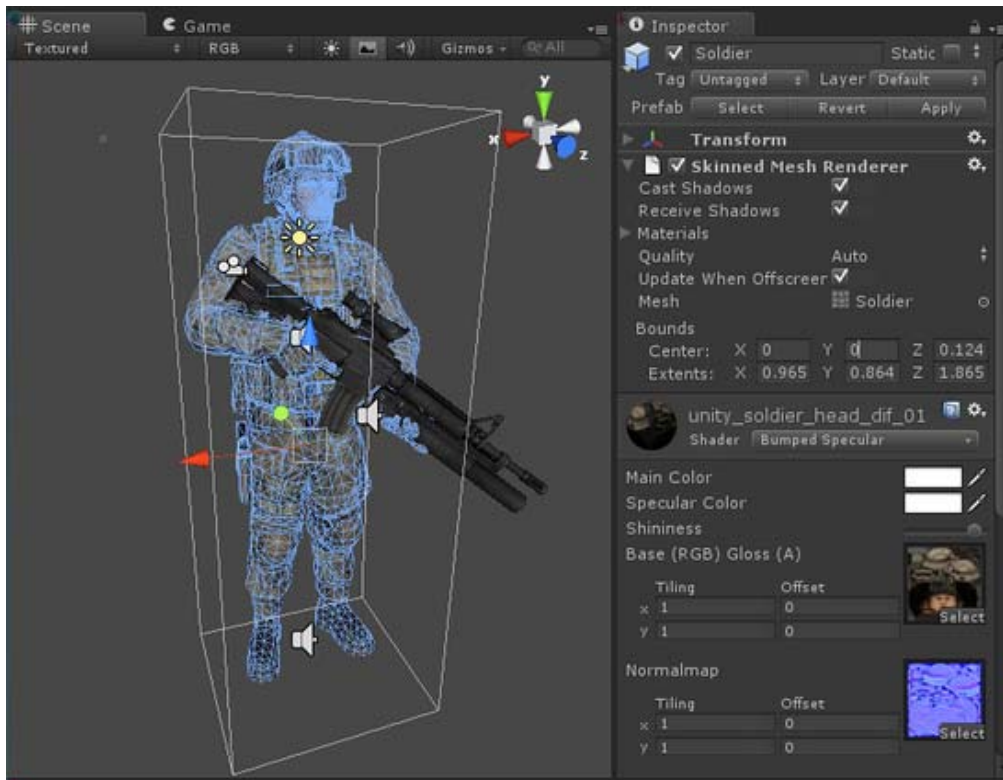 Scene
Game
Textured RGB Gizmos All
y
x
z
Inspector
Soldier Static
Tag Untagged Layer Default
Prefab Select Revert Apply
Transform
Skinned Mesh Renderer
Cast Shadows
Receive Shadows
Materials
Quality Auto
Update When Offscreer
Mesh Soldier
Bounds
Center: X 0 Y 0 Z 0.124
Extents: X 0.965 Y 0.864 Z 1.865
unity_soldier_head_dif_01
Shader Bumped Specular
Main Color
Specular Color
Shininess
Base (RGB) Gloss (A)
Tiling Offset
x 1 0
y 1 0
Select
Normalmap
Tiling Offset
x 1 0
y 1 0
Select